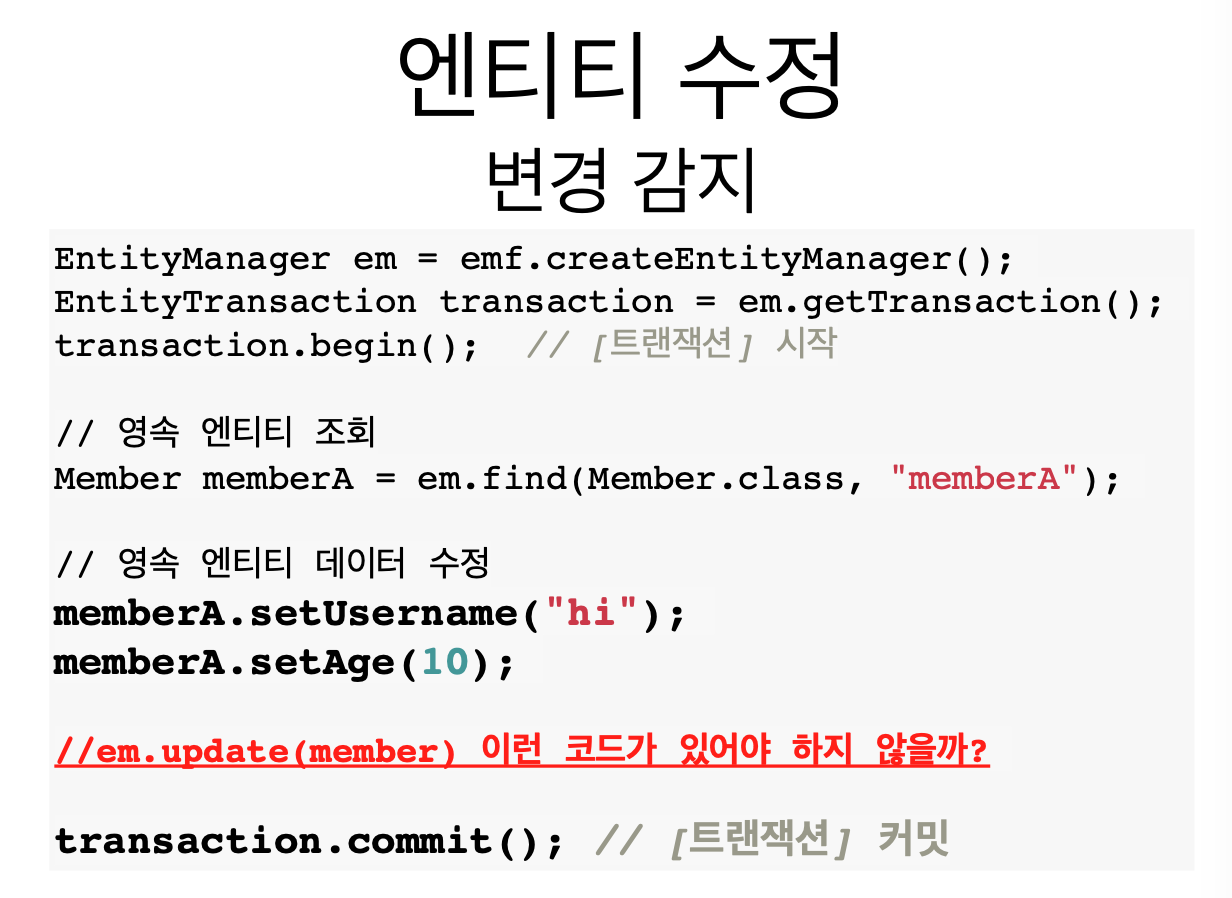 엔티티 수정
변경 감지
EntityManager em = emf.createEntityManager();
EntityTransaction transaction = em.getTransaction();
transaction.begin();  // [트랜잭션] 시작
// 영속 엔티티 조회
Member memberA = em.find(Member.class, "memberA");
// 영속 엔티티 데이터 수정
memberA.setUsername("hi");
memberA.setAge(10);
//em.update(member) 이런 코드가 있어야 하지 않을까?
transaction.commit(); // [트랜잭션] 커밋